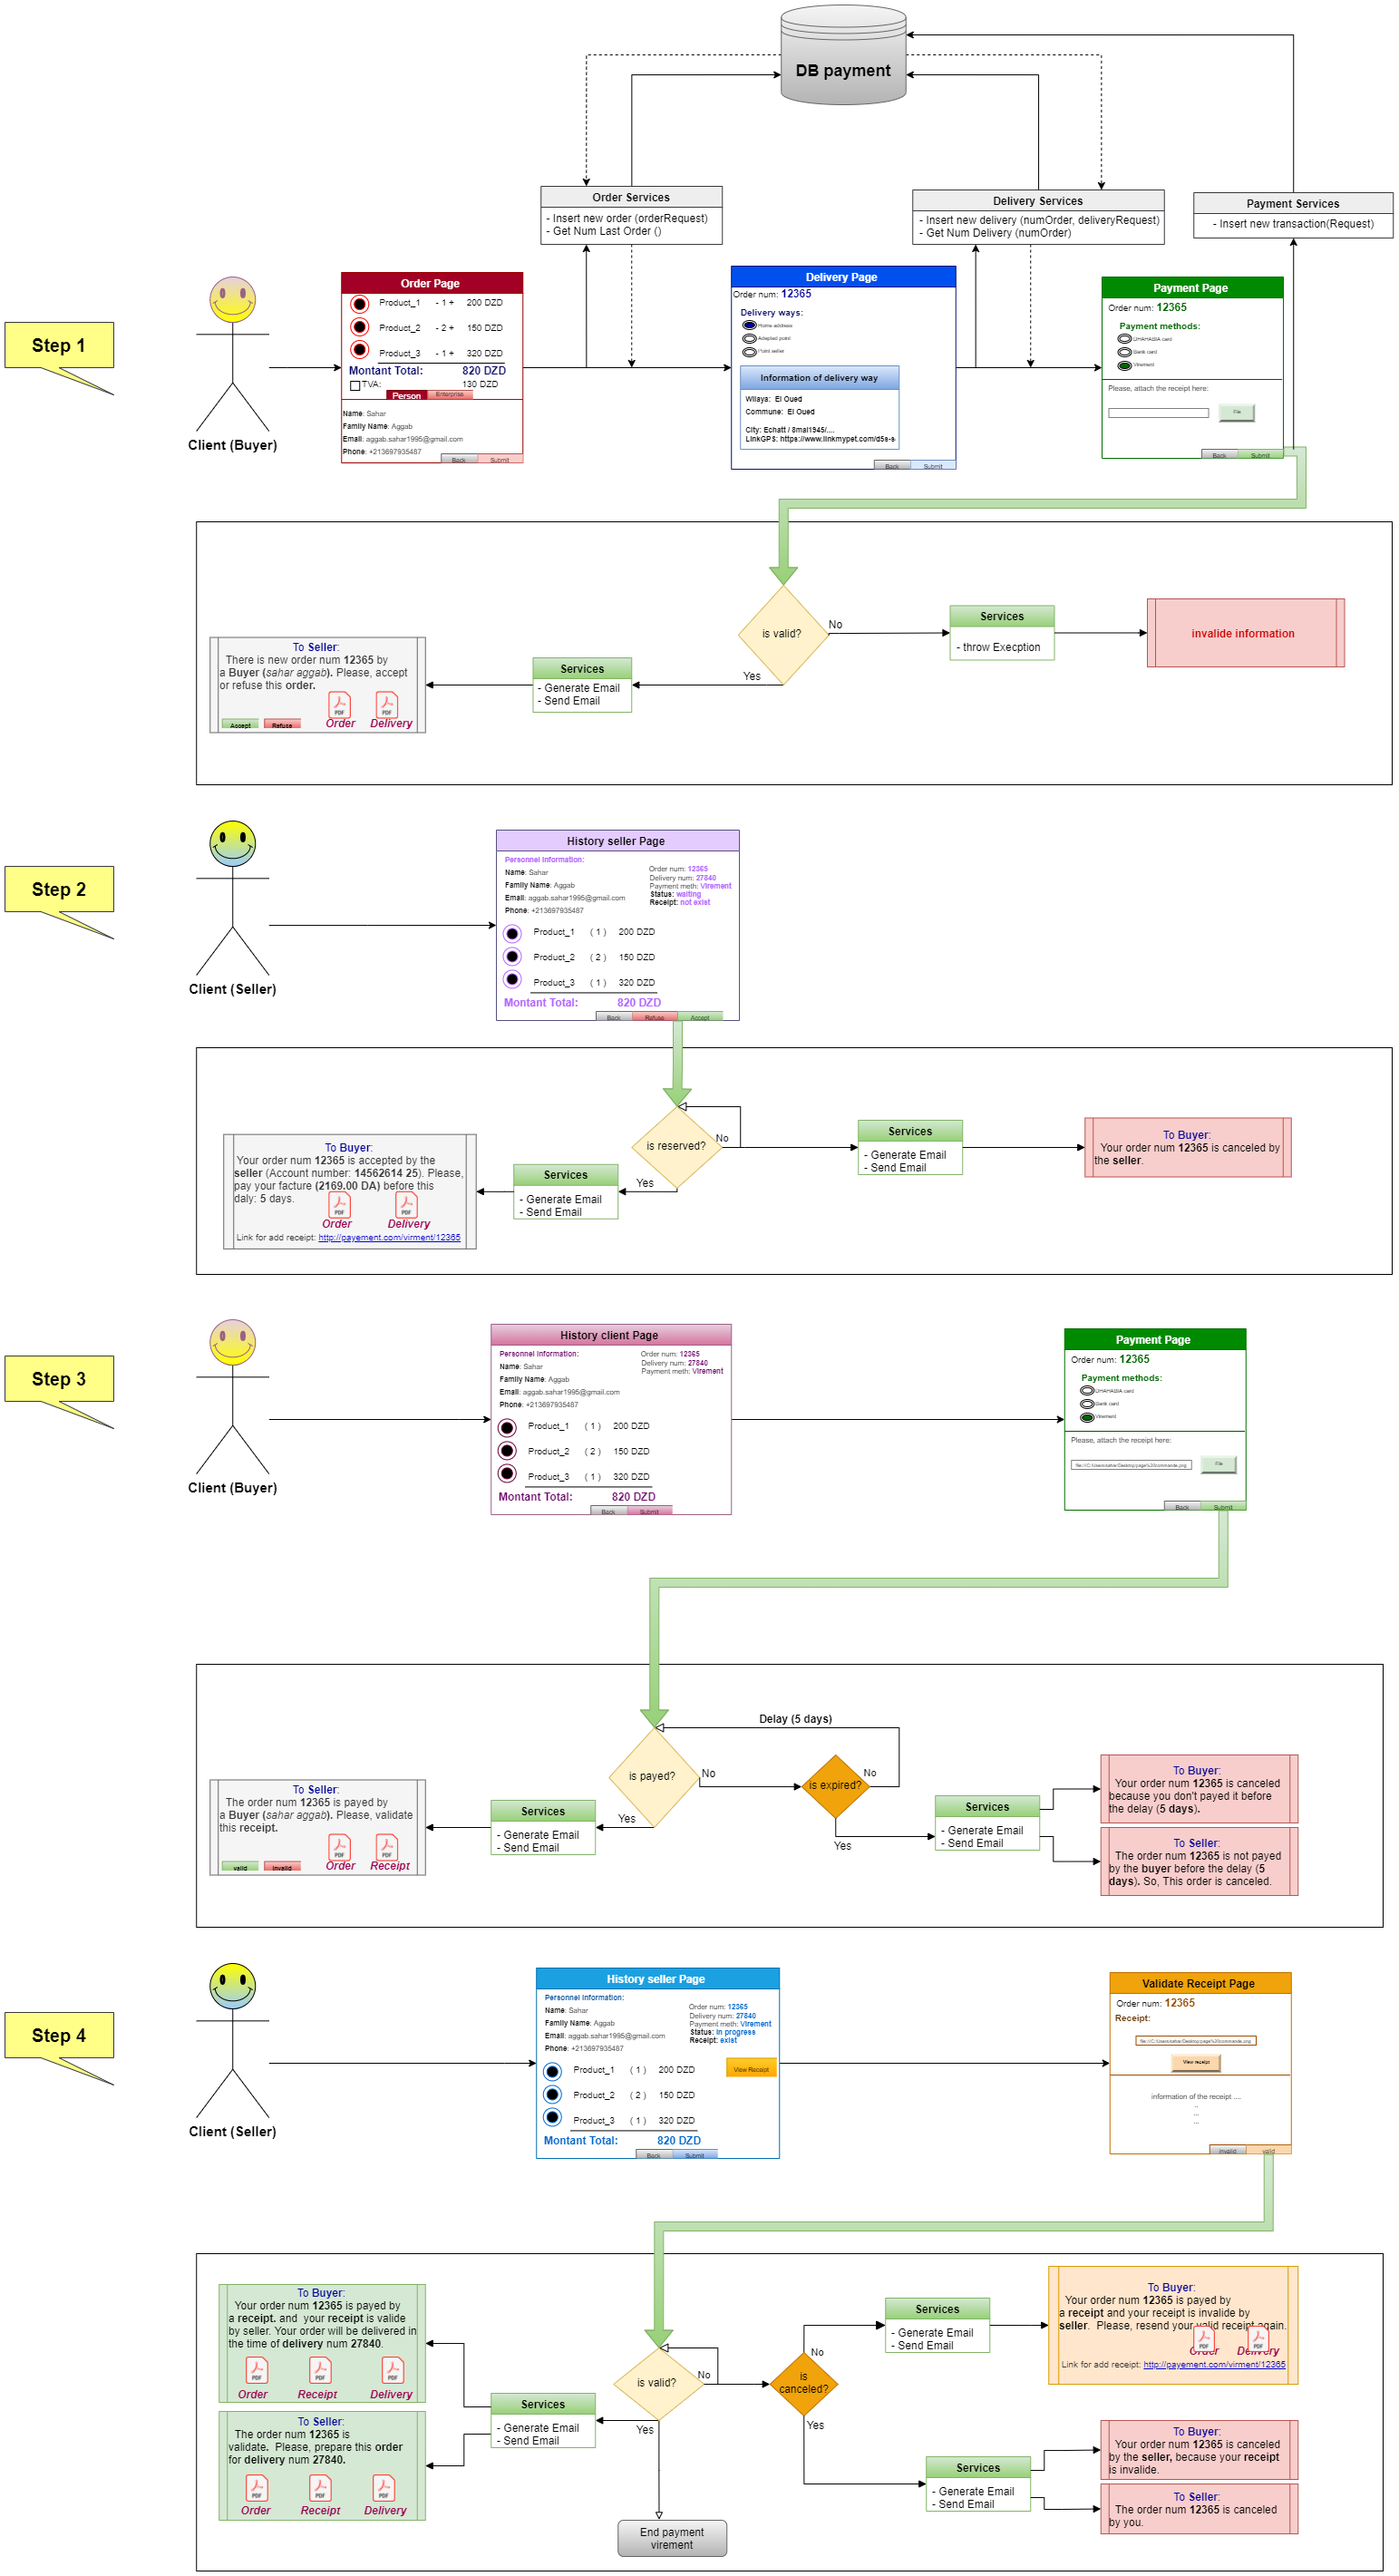 DB payment
Order Services
- Insert new order (orderRequest)
- Get Num Last Order ()
Delivery Services
- Insert new delivery (numOrder, deliveryRequest)
- Get Num Delivery (numOrder)
Payment Services
- Insert new transaction(Request)
Step 1
Client (Buyer)
Order Page
Product_1 - 1 + 200 DZD
Product_2 - 2 + 150 DZD
Product_3 - 1 + 320 DZD
Montant Total: 820 DZD
TVA: 130 DZD
Person Enterprise
Name: Sahar
Family Name: Aggab
Email: aggab.sahar1995@gmail.com
Phone: +213697935487
Back Submit
Delivery Page
Order num: 12365
Delivery ways:
Home address
Adapted point
Point seller
Information of delivery way
Wilaya: El Oued
Commune: El Oued
City: Echatt / 8mai1945/....
LinkGPS: https://www.linkmypet.com/d5s-s
Back Submit
Payment Page
Order num: 12365
Payment methods:
DHAHABIA card
Bank card
Virement
Please, attach the receipt here:
File
Back Submit
is valid?
No
Yes
Services
- throw Execption
invalide information
Services
- Generate Email
- Send Email
To Seller:
There is new order num 12365 by
a Buyer (sahar aggab). Please, accept
or refuse this order.
PDF PDF
Accept Refuse Order Delivery
Step 2
Client (Seller)
History seller Page
Personnel Information:
Name: Sahar
Family Name: Aggab
Email: aggab.sahar1995@gmail.com
Phone: +213697935487
Order num: 12365
Delivery num: 27840
Payment meth: Virement
Status: waiting
Receipt: not exist
Product_1 ( 1 ) 200 DZD
Product_2 ( 2 ) 150 DZD
Product_3 ( 1 ) 320 DZD
Montant Total: 820 DZD
Back Refuse Accept
is reserved?
No
Yes
Services
- Generate Email
- Send Email
To Buyer:
Your order num 12365 is canceled by
the seller.
Services
- Generate Email
- Send Email
To Buyer:
Your order num 12365 is accepted by the
seller (Account number: 14562614 25). Please,
pay your facture (2169.00 DA) before this
daly: 5 days.
PDF PDF
Order Delivery
Link for add receipt: http://payement.com/virment/12365
Step 3
Client (Buyer)
History client Page
Personnel Information:
Name: Sahar
Family Name: Aggab
Email: aggab.sahar1995@gmail.com
Phone: +213697935487
Order num: 12365
Delivery num: 27840
Payment meth: Virement
Product_1 ( 1 ) 200 DZD
Product_2 ( 2 ) 150 DZD
Product_3 ( 1 ) 320 DZD
Montant Total: 820 DZD
Back Submit
Payment Page
Order num: 12365
Payment methods:
DHAHABIA card
Bank card
Virement
Please, attach the receipt here:
file:///C:/Users/sahar/Desktop/page%20commande.png File
Back Submit
Delay (5 days)
is payed?
No
Yes
is expired?
No
Yes
Services
- Generate Email
- Send Email
To Buyer:
Your order num 12365 is canceled
because you don't payed it before
the delay (5 days).
To Seller:
The order num 12365 is not payed
by the buyer before the delay (5
days). So, This order is canceled.
Services
- Generate Email
- Send Email
To Seller:
The order num 12365 is payed by
a Buyer (sahar aggab). Please, validate
this receipt.
PDF PDF
valid invalid Order Receipt
Step 4
Client (Seller)
History seller Page
Personnel Information:
Name: Sahar
Family Name: Aggab
Email: aggab.sahar1995@gmail.com
Phone: +213697935487
Order num: 12365
Delivery num: 27840
Payment meth: Virement
Status: in progress
Receipt: exist
View Receipt
Product_1 ( 1 ) 200 DZD
Product_2 ( 2 ) 150 DZD
Product_3 ( 1 ) 320 DZD
Montant Total: 820 DZD
Back Submit
Validate Receipt Page
Order num: 12365
Receipt:
file:///C:/Users/sahar/Desktop/page%20commande.png
View receipt
information of the receipt ....
..
...
...
invalid valid
is valid?
No
Yes
is
canceled?
No
Yes
Services
- Generate Email
- Send Email
To Buyer:
Your order num 12365 is payed by
a receipt and your receipt is invalide by
seller. Please, resend your valid receipt again.
PDF PDF
Order Delivery
Link for add receipt: http://payement.com/virment/12365
Services
- Generate Email
- Send Email
To Buyer:
Your order num 12365 is canceled
by the seller, because your receipt
is invalide.
To Seller:
The order num 12365 is canceled
by you.
Services
- Generate Email
- Send Email
To Buyer:
Your order num 12365 is payed by
a receipt. and your receipt is valide
by seller. Your order will be delivered in
the time of delivery num 27840.
PDF PDF PDF
Order Receipt Delivery
To Seller:
The order num 12365 is
validate. Please, prepare this order
for delivery num 27840.
PDF PDF PDF
Order Receipt Delivery
End payment
virement